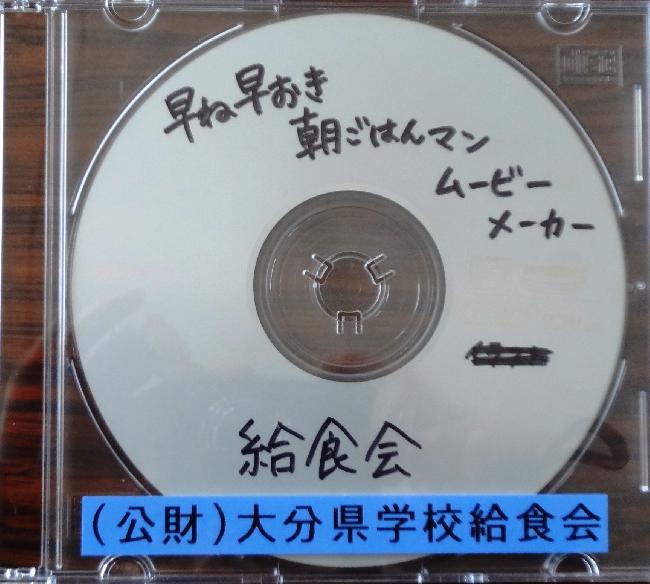 早ね早おき
朝ごはんマン
ムービー
メーカー
給食会
(公財)大分県学校給食会